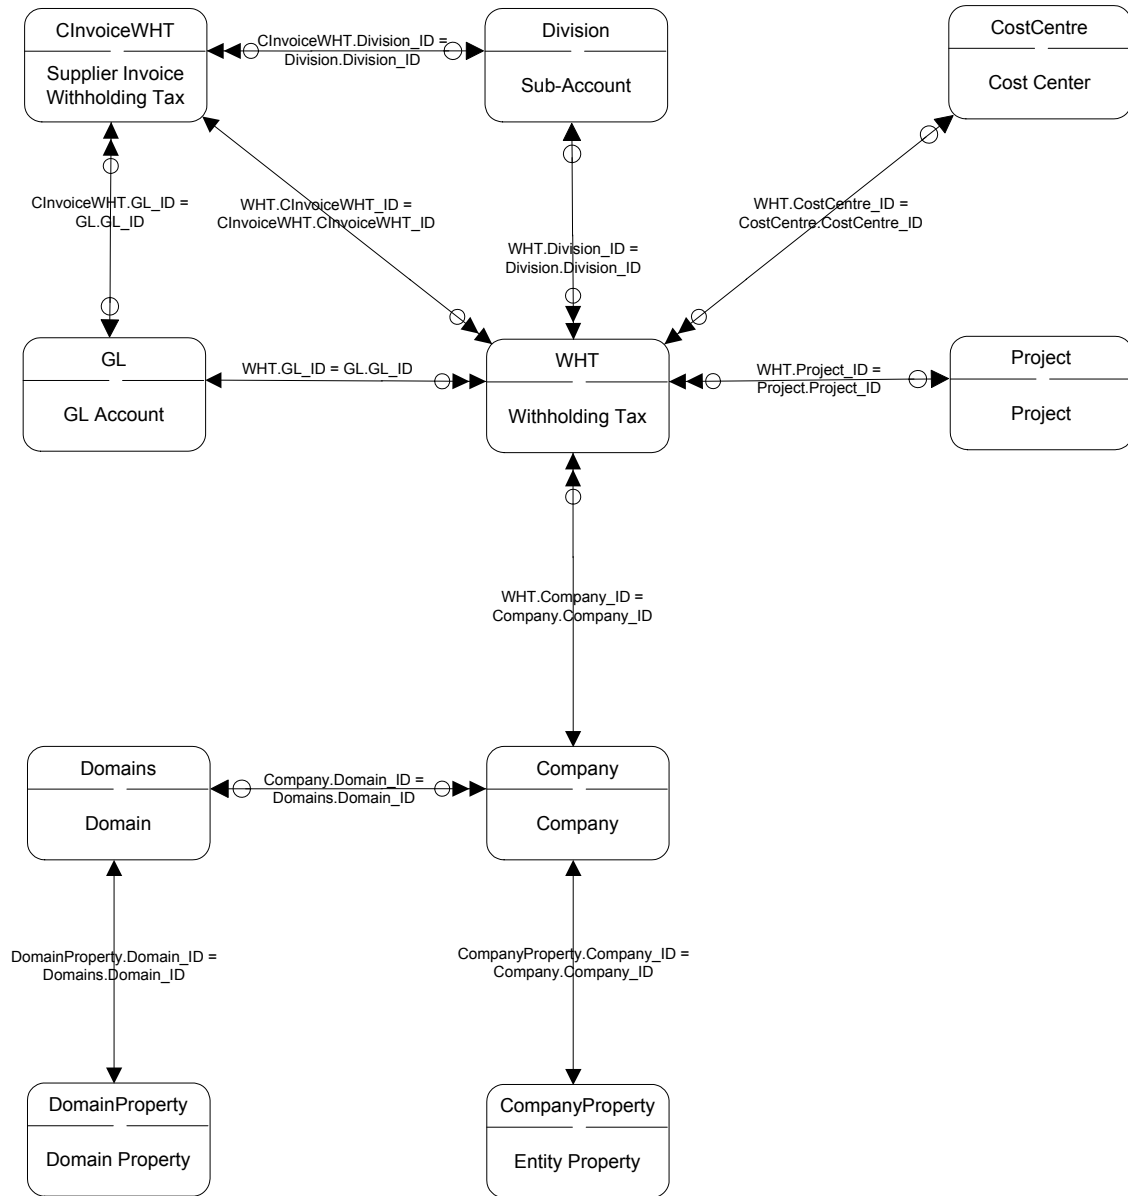 CInvoiceWHT
Supplier Invoice
Withholding Tax
CInvoiceWHT.Division_ID =
Division.Division_ID
Division
Sub-Account
CostCentre
Cost Center
CInvoiceWHT.GL_ID =
GL.GL_ID
WHT.CInvoiceWHT_ID =
CInvoiceWHT.CInvoiceWHT_ID
WHT.Division_ID =
Division.Division_ID
WHT.CostCentre_ID =
CostCentre.CostCentre_ID
GL
GL Account
WHT.GL_ID = GL.GL_ID
WHT
Withholding Tax
WHT.Project_ID =
Project.Project_ID
Project
Project
WHT.Company_ID =
Company.Company_ID
Domains
Domain
Company.Domain_ID =
Domains.Domain_ID
Company
Company
DomainProperty.Domain_ID =
Domains.Domain_ID
CompanyProperty.Company_ID =
Company.Company_ID
DomainProperty
Domain Property
CompanyProperty
Entity Property